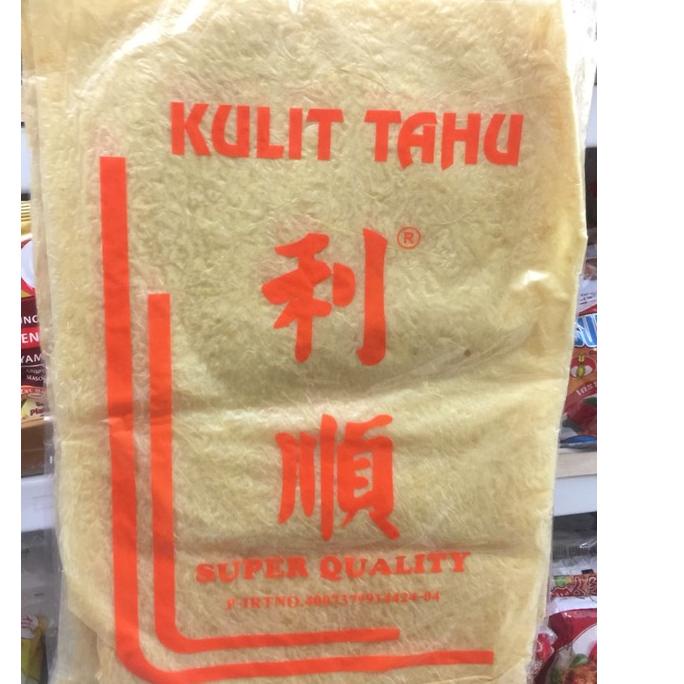 KULIT TAHU
利
®
順
SUPER QUALITY
P-IRT NO.